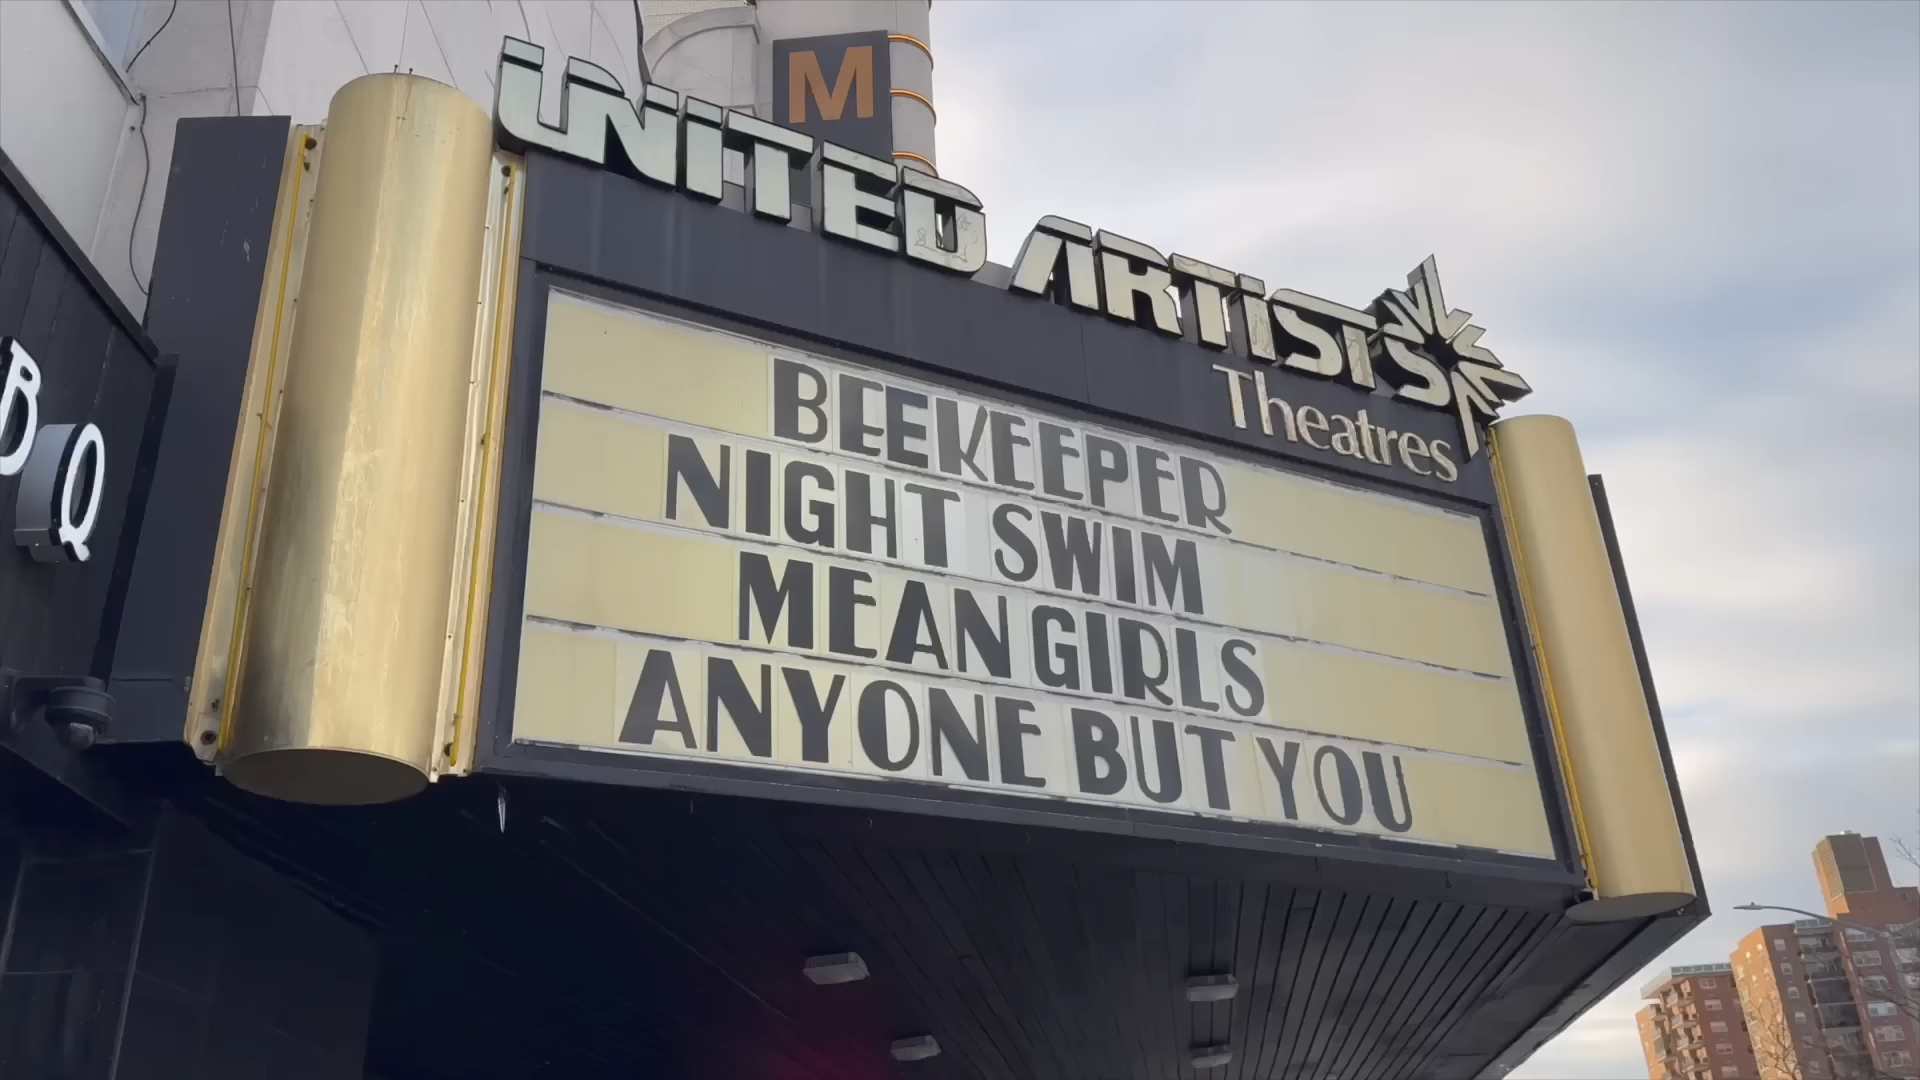 M
UNITED ARTISTS
Theatres
BQ
BEEKEEPER
NIGHT SWIM
MEAN GIRLS
ANYONE BUT YOU